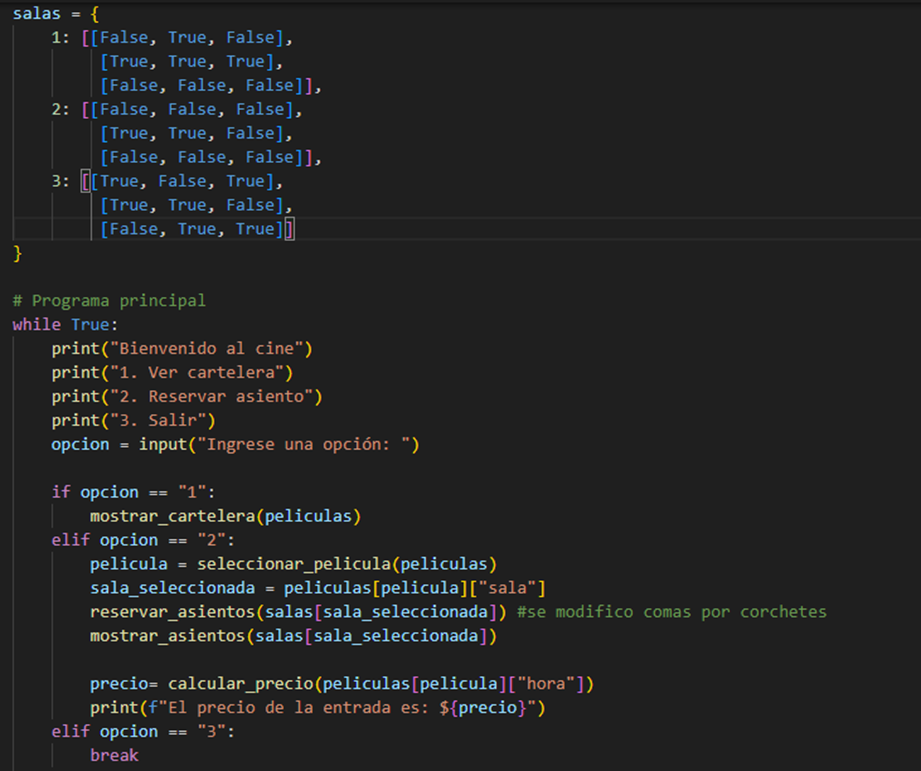 salas = {
    1: [[False, True, False],
        [True, True, True],
        [False, False, False]],
    2: [[False, False, False],
        [True, True, False],
        [False, False, False]],
    3: [[True, False, True],
        [True, True, False],
        [False, True, True]]
}

# Programa principal
while True:
    print("Bienvenido al cine")
    print("1. Ver cartelera")
    print("2. Reservar asiento")
    print("3. Salir")
    opcion = input("Ingrese una opción: ")

    if opcion == "1":
        mostrar_cartelera(peliculas)
    elif opcion == "2":
        pelicula = seleccionar_pelicula(peliculas)
        sala_seleccionada = peliculas[pelicula]["sala"]
        reservar_asientos(salas[sala_seleccionada]) #se modifico comas por corchetes
        mostrar_asientos(salas[sala_seleccionada])

        precio= calcular_precio(peliculas[pelicula]["hora"])
        print(f"El precio de la entrada es: ${precio}")
    elif opcion == "3":
        break